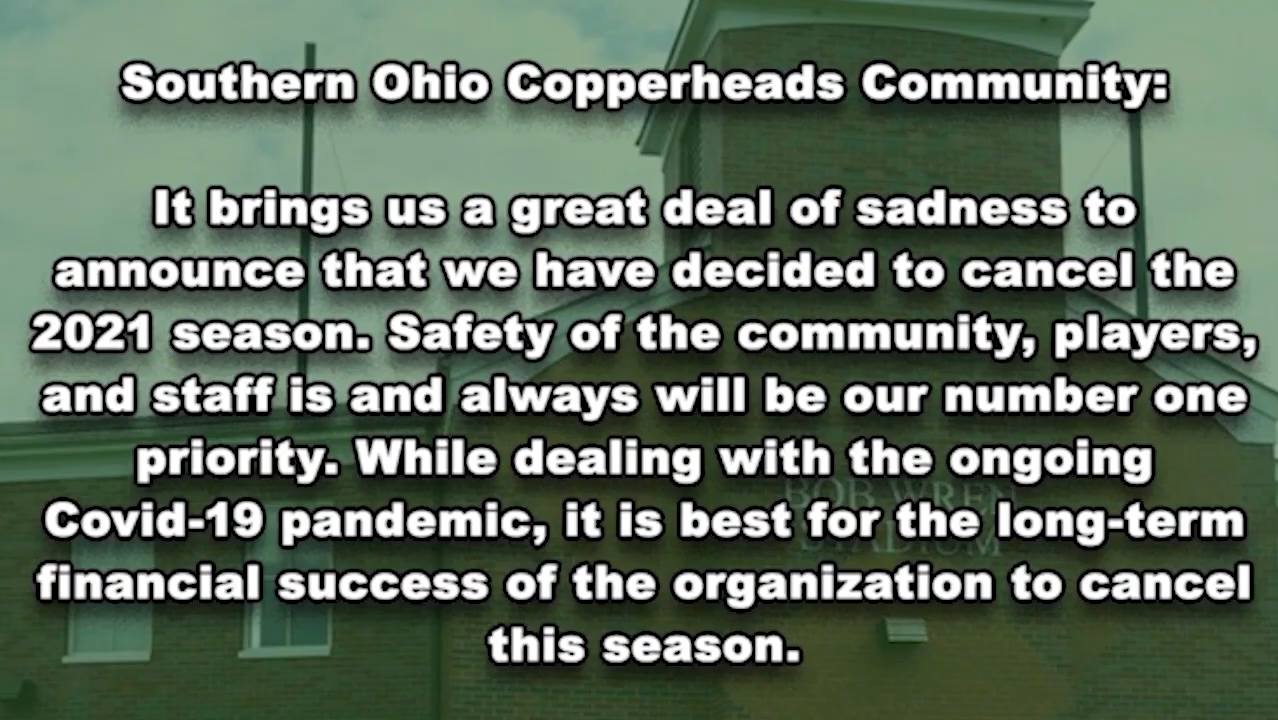 Southern Ohio Copperheads Community:
It brings us a great deal of sadness to
announce that we have decided to cancel the
2021 season. Safety of the community, players,
and staff is and always will be our number one
priority. While dealing with the ongoing
Covid-19 pandemic, it is best for the long-term
financial success of the organization to cancel
this season.
BOB WREN
STADIUM